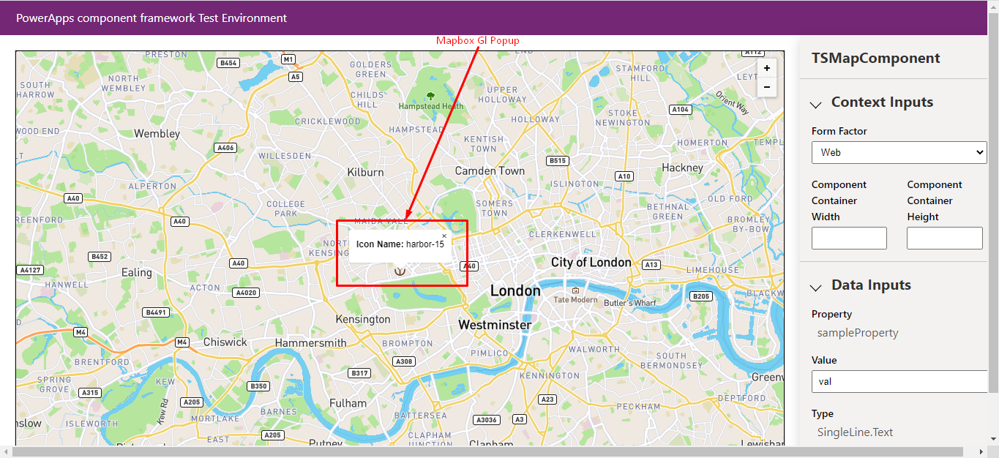 PowerApps component framework Test Environment
Mapbox Gl Popup
PRESTON
B454
M1
A5
GOLDERS
GREEN
A112
STAMFORD
HILL
LEYT
NORTH
WEMBLEY
SOUTH
HARROW
CHILDS
HILL
Hampstead Heath
UPPER
HOLLOWAY
Orient Way
A104
CRICKLEWOOD
HOLLOWAY
STOKE
NEWINGTON
WOOD END
Wembley
HAMPSTEAD
KENTISH
TOWN
HOMERTON
TEMPL
A406
WILLESDEN
B515
Kilburn
Camden Town
A10
Hackney
ALPERTON
ISLINGTON
A40
COLLEGE
PARK
SOMERS
TOWN
BETHNAL
GREEN
OLD FORD
REENFORD
A40
MAIDA VALE
BROMLEY
-BY-BOW
CLERKENWELL
NORT
KENSING
Icon Name: harbor-15
×
B452
A40
A40
City of London
A13
LIMEHOUSE
A4127
Ealing
HANWELL
ACTON
A4020
London
Tate Modern
Butler's Wharf
B205
BLACKW
B4491
Kensington
Westminster
M4
M4
Chiswick
Hammersmith
BROMPTON
PIMLICO
WALWORTH
SOUTH
BERMONDSEY
BRENTFORD
A308
B317
KENNINGTON
Greenw
SPRING
GROVE
KEW
B350
A315
A205
Kew Rd
Fulham
A23
DEPTFORD
BARNES
PECKHAM
nslow
ISLEWORTH
MORTLAKE
BATTERSEA
A3036
A3
EAST
A205
Putney
CLAPHAM
JUNCTION
Clapham
Lewisham
+
−
TSMapComponent
Context Inputs
Form Factor
Web
Component
Container
Width
Component
Container
Height
Data Inputs
Property
sampleProperty
Value
val
Type
SingleLine.Text